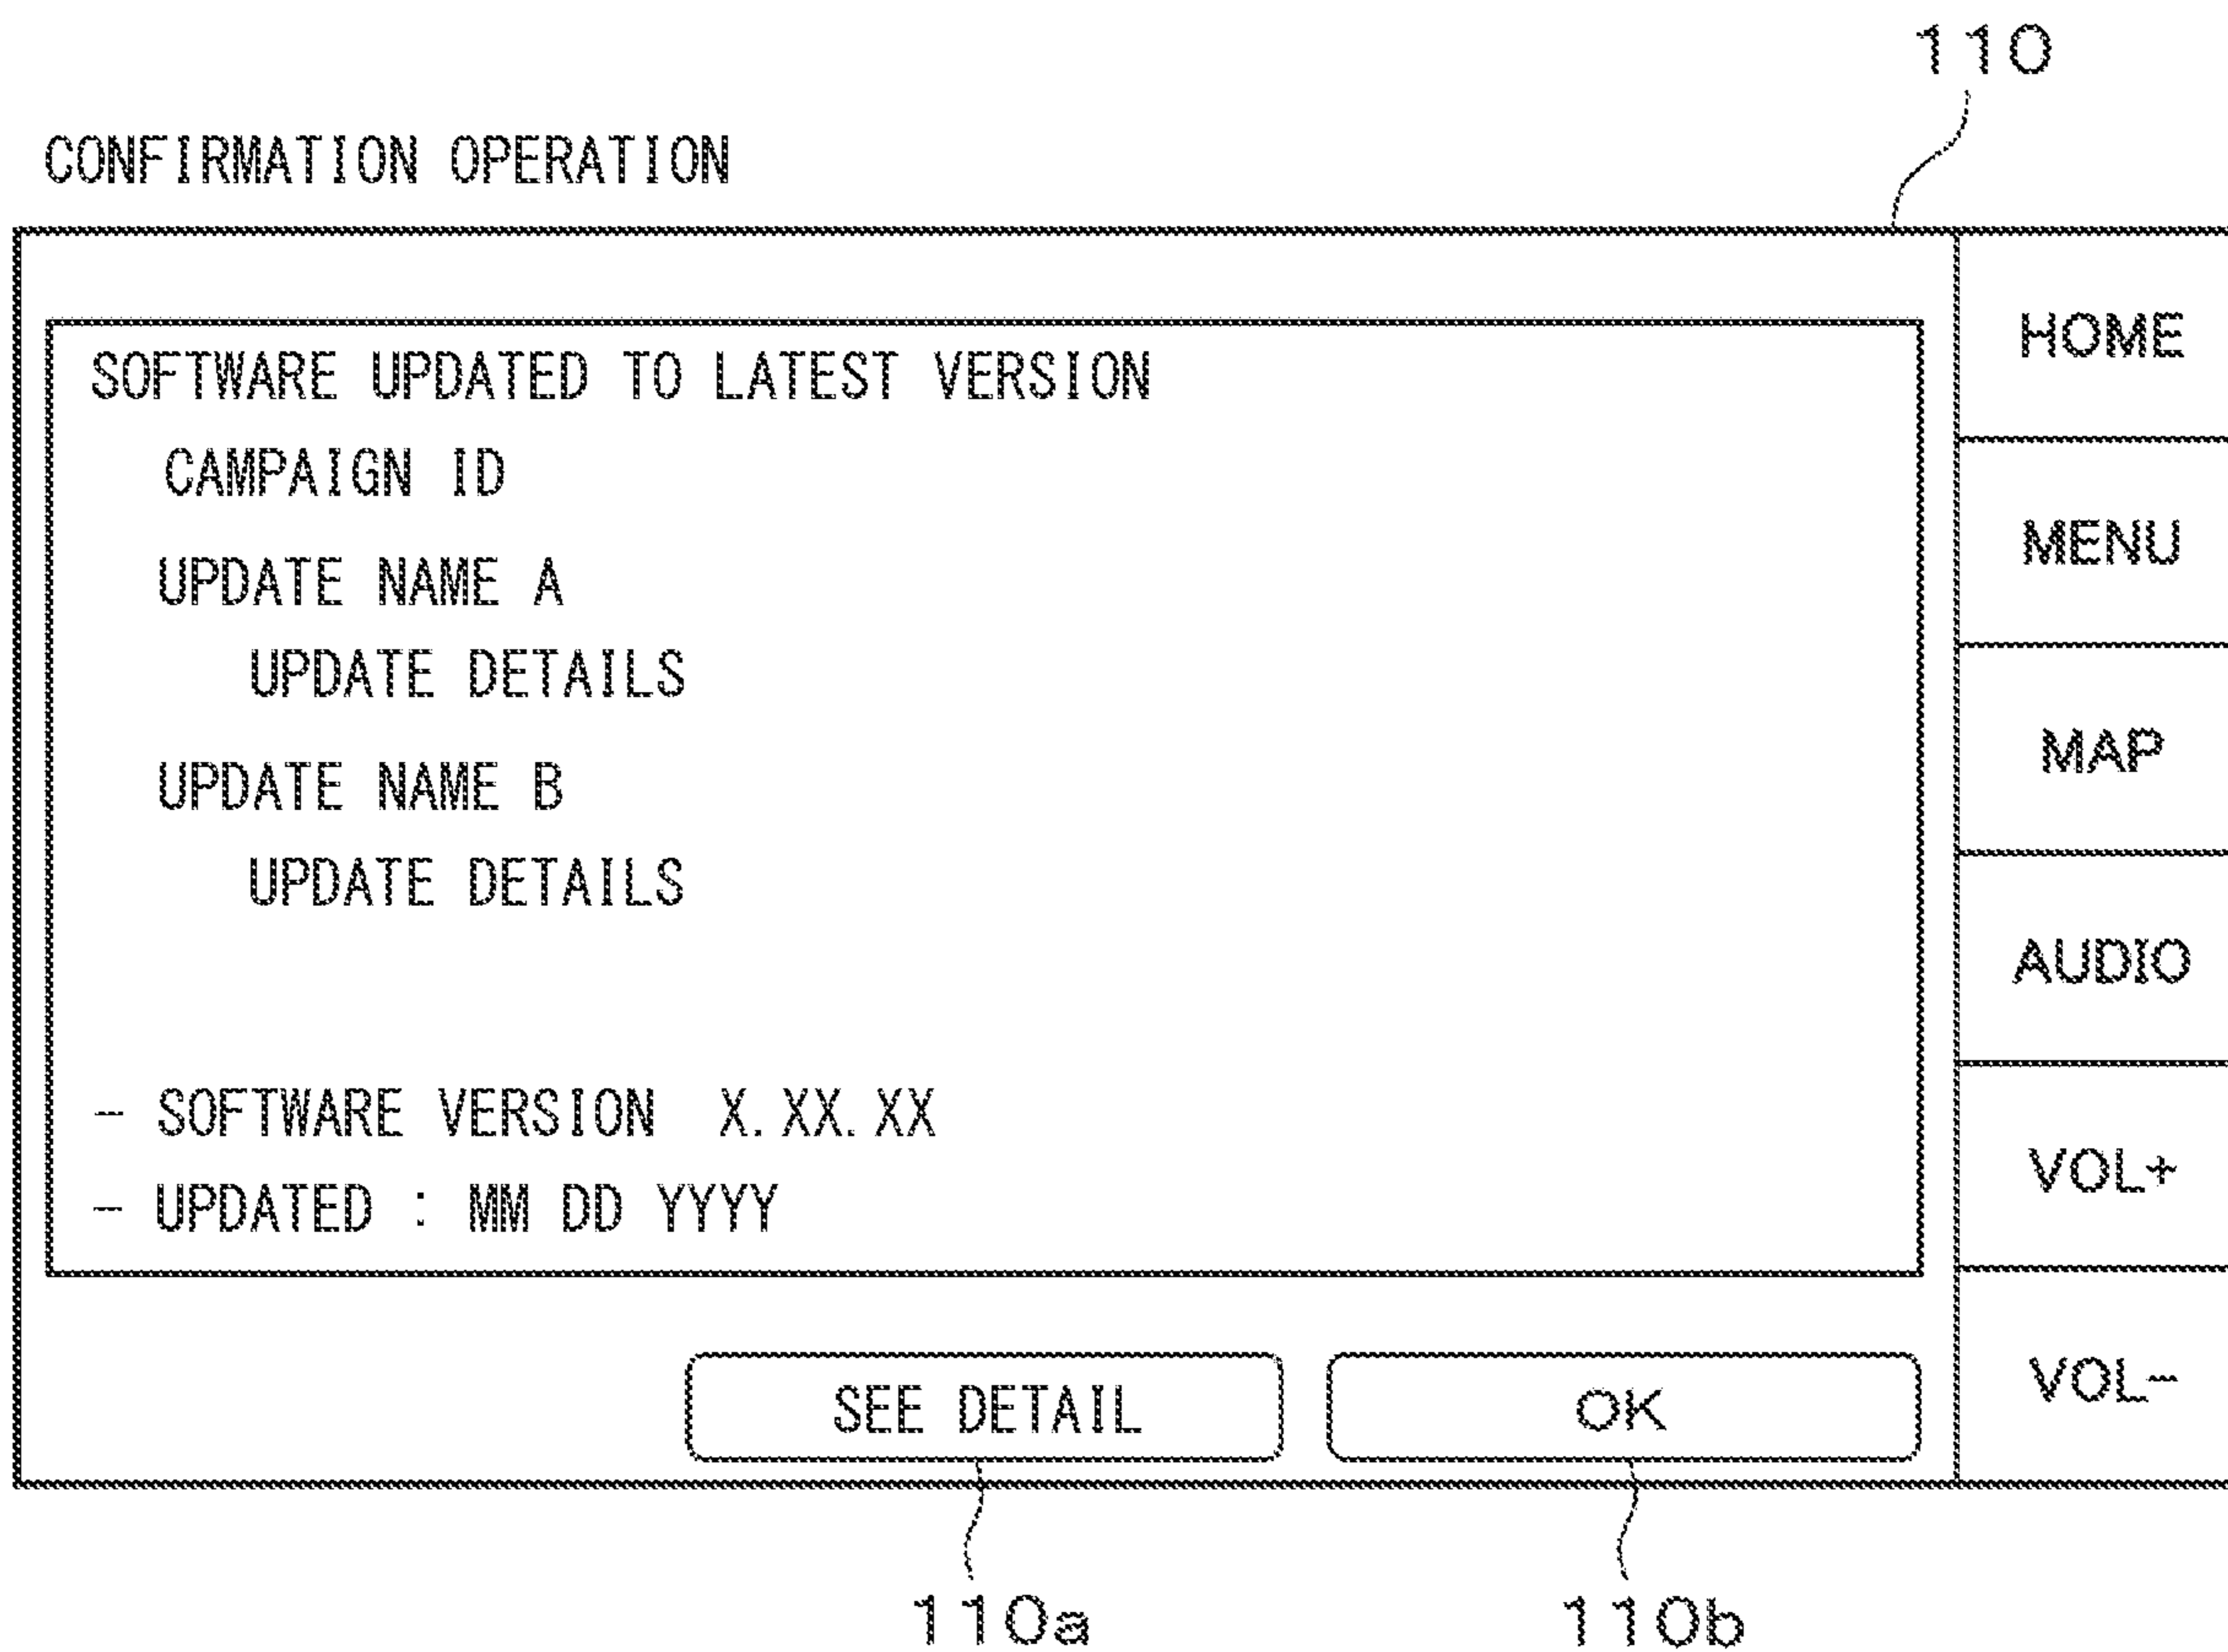 110
CONFIRMATION OPERATION
SOFTWARE UPDATED TO LATEST VERSION
CAMPAIGN ID
UPDATE NAME A
UPDATE DETAILS
UPDATE NAME B
UPDATE DETAILS
- SOFTWARE VERSION X.XX.XX
- UPDATED : MM DD YYYY
SEE DETAIL
OK
HOME
MENU
MAP
AUDIO
VOL+
VOL-
110a
110b